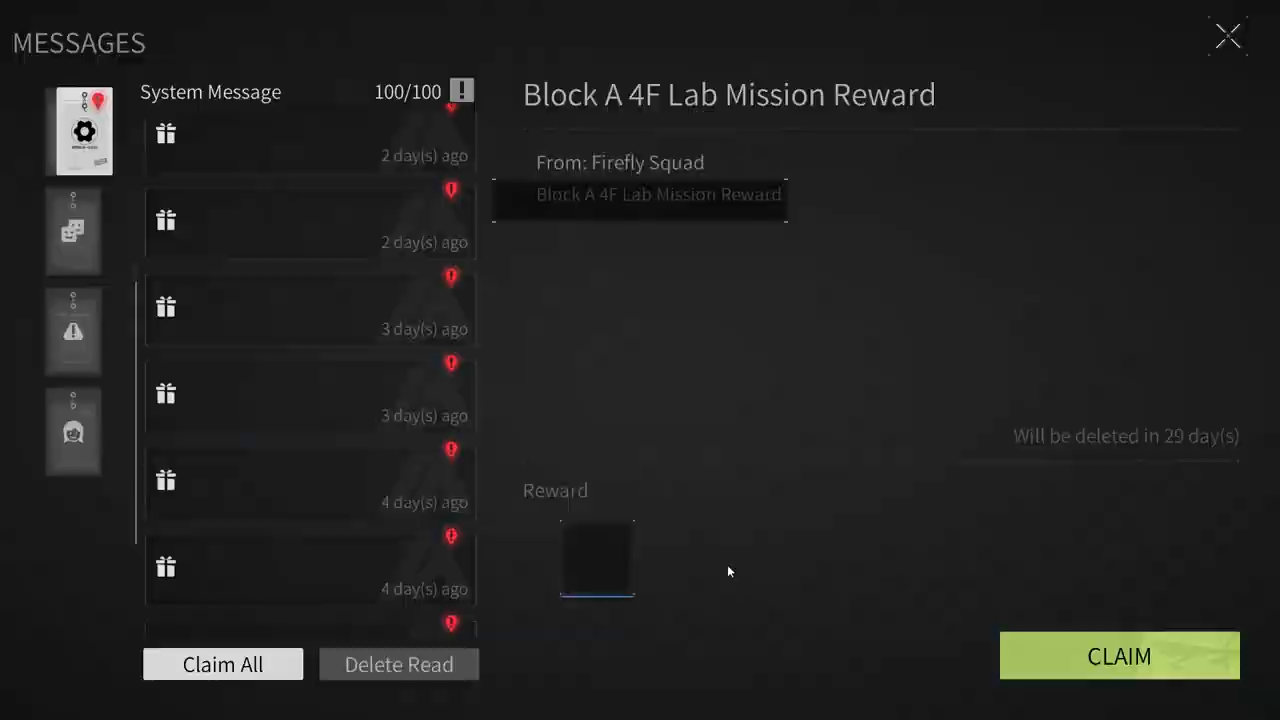 MESSAGES
System Message
100/100
2 day(s) ago
2 day(s) ago
3 day(s) ago
3 day(s) ago
4 day(s) ago
4 day(s) ago
Claim All
Delete Read
Block A 4F Lab Mission Reward
From: Firefly Squad
Block A 4F Lab Mission Reward
Will be deleted in 29 day(s)
Reward
CLAIM